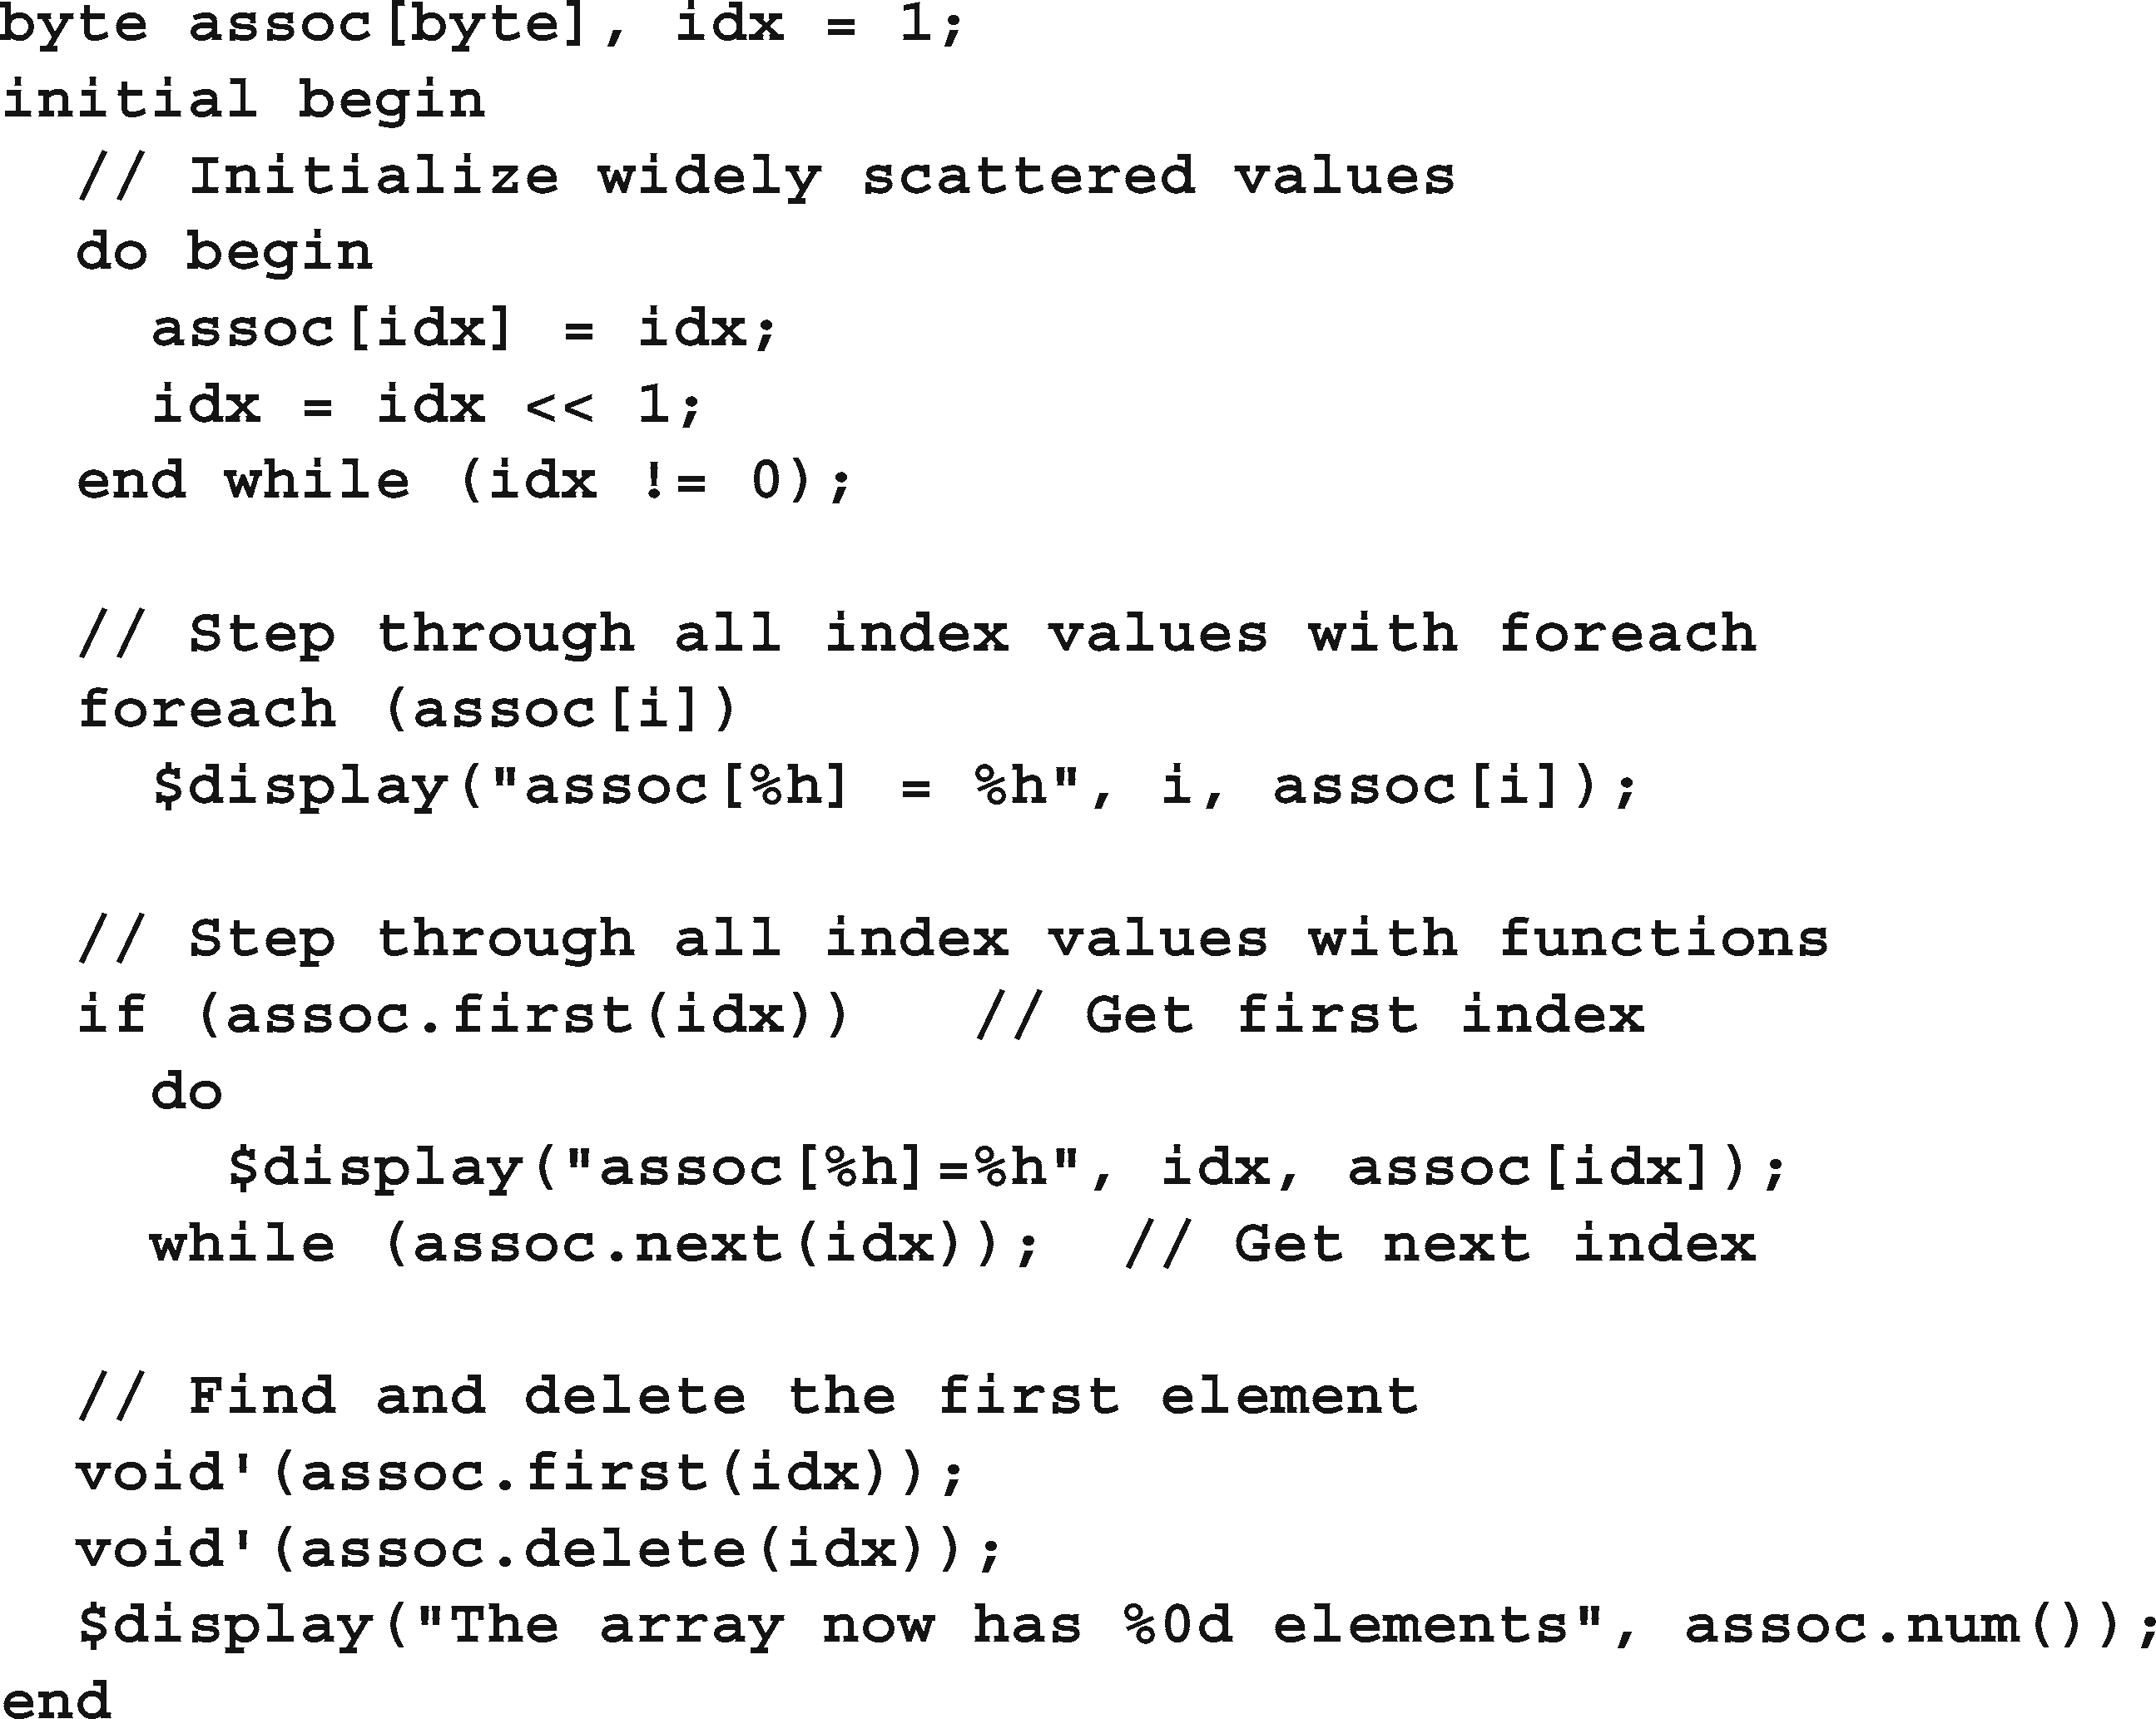 byte assoc[byte], idx = 1;
initial begin
  // Initialize widely scattered values
  do begin
    assoc[idx] = idx;
    idx = idx << 1;
  end while (idx != 0);

  // Step through all index values with foreach
  foreach (assoc[i])
    $display("assoc[%h] = %h", i, assoc[i]);

  // Step through all index values with functions
  if (assoc.first(idx))   // Get first index
    do
      $display("assoc[%h]=%h", idx, assoc[idx]);
    while (assoc.next(idx));  // Get next index

  // Find and delete the first element
  void'(assoc.first(idx));
  void'(assoc.delete(idx));
  $display("The array now has %0d elements", assoc.num());
end